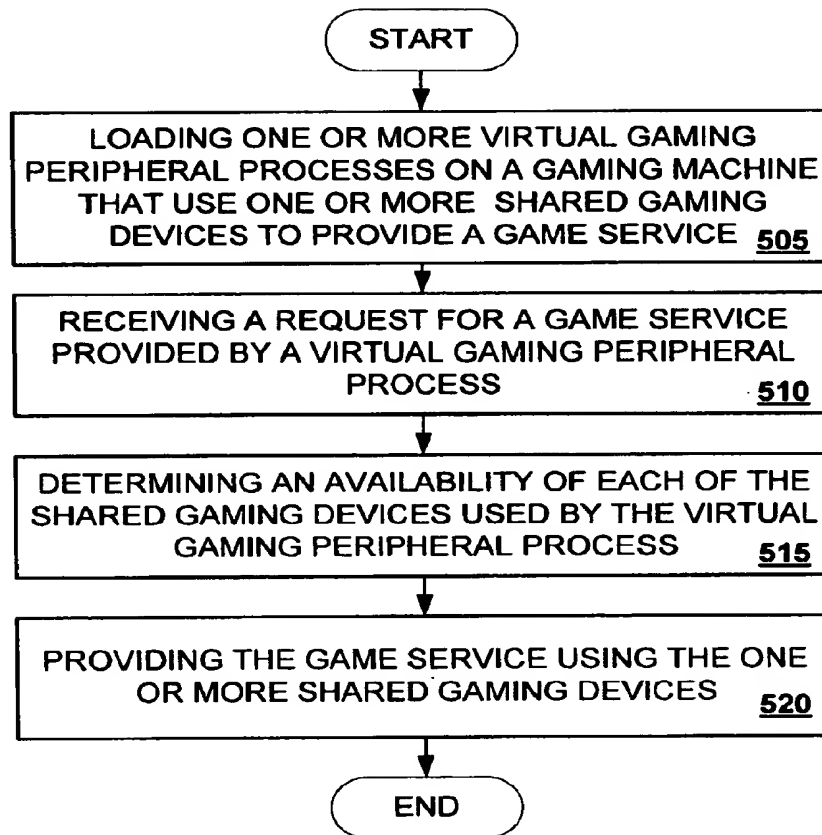 START
LOADING ONE OR MORE VIRTUAL GAMING
PERIPHERAL PROCESSES ON A GAMING MACHINE
THAT USE ONE OR MORE SHARED GAMING
DEVICES TO PROVIDE A GAME SERVICE 505
RECEIVING A REQUEST FOR A GAME SERVICE
PROVIDED BY A VIRTUAL GAMING PERIPHERAL
PROCESS 510
DETERMINING AN AVAILABILITY OF EACH OF THE
SHARED GAMING DEVICES USED BY THE VIRTUAL
GAMING PERIPHERAL PROCESS 515
PROVIDING THE GAME SERVICE USING THE ONE
OR MORE SHARED GAMING DEVICES 520
END